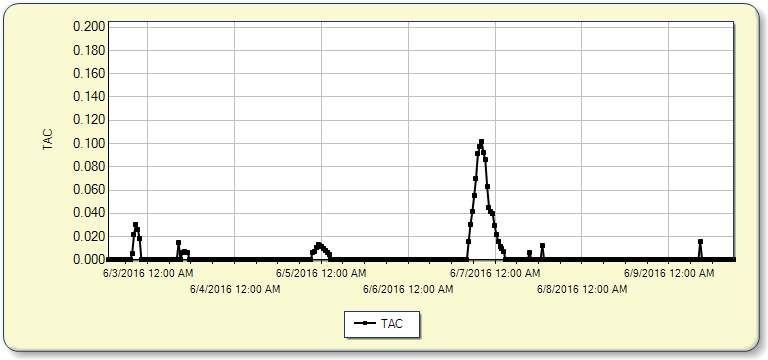 0.200
0.180
0.160
0.140
0.120
0.100
0.080
0.060
0.040
0.020
0.000
TAC
6/3/2016 12:00 AM
6/5/2016 12:00 AM
6/7/2016 12:00 AM
6/9/2016 12:00 AM
6/4/2016 12:00 AM
6/6/2016 12:00 AM
6/8/2016 12:00 AM
TAC